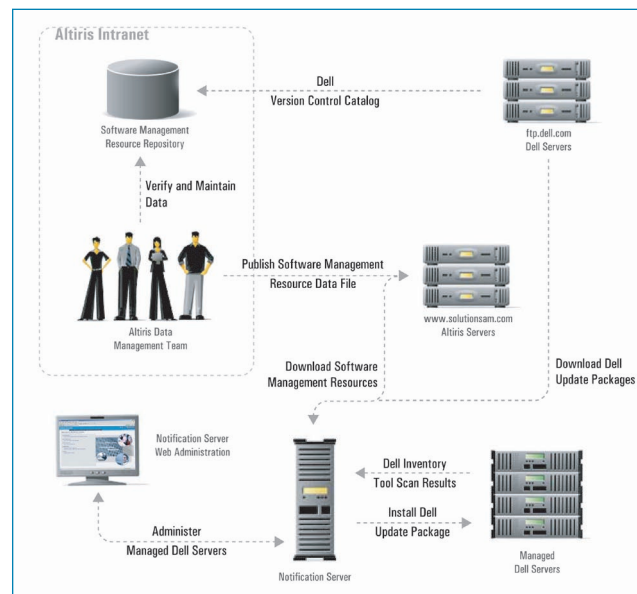 Altiris Intranet
Dell
Version Control Catalog
Software Management
Resource Repository
ftp.dell.com
Dell Servers
Verify and Maintain
Data
Publish Software Management
Resource Data File
Altiris Data
Management Team
www.solutionsam.com
Altiris Servers
Download Software
Management Resources
Download Dell
Update Packages
Notification Server
Web Administration
Dell Inventory
Tool Scan Results
Install Dell
Update Package
Administer
Managed Dell Servers
Notification Server
Managed
Dell Servers